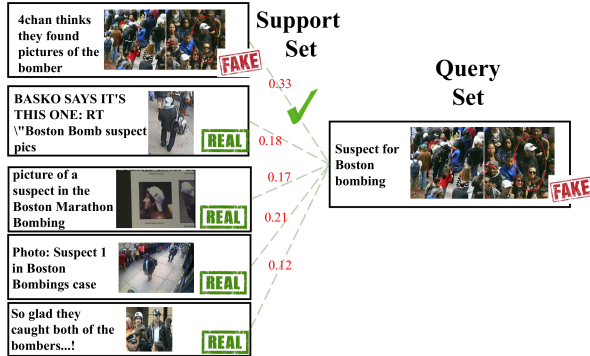 4chan thinks
they found
pictures of the
bomber
FAKE
Support
Set
0.33
BASKO SAYS IT'S
THIS ONE: RT
\"Boston Bomb suspect
pics
REAL
0.18
picture of a
suspect in the
Boston Marathon
Bombing
REAL
0.17
Photo: Suspect 1
in Boston
Bombings case
REAL
0.21
So glad they
caught both of the
bombers...!
REAL
0.12
Query
Set
Suspect for
Boston
bombing
FAKE